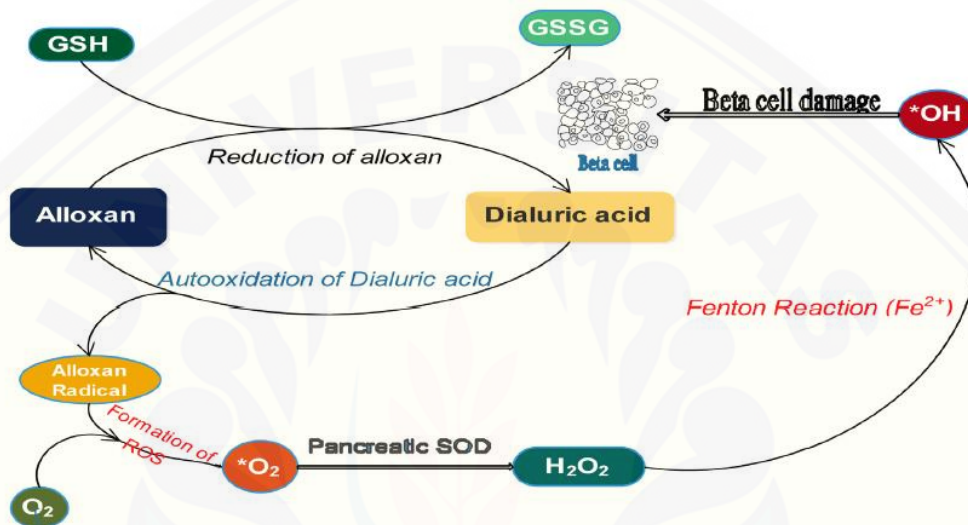 GSH
GSSG
Beta cell damage
*OH
Beta cell
Reduction of alloxan
Alloxan
Dialuric acid
Autooxidation of Dialuric acid
Fenton Reaction (Fe²⁺)
Alloxan
Radical
Formation of
ROS
*O₂
Pancreatic SOD
H₂O₂
O₂
UNIVERSITAS